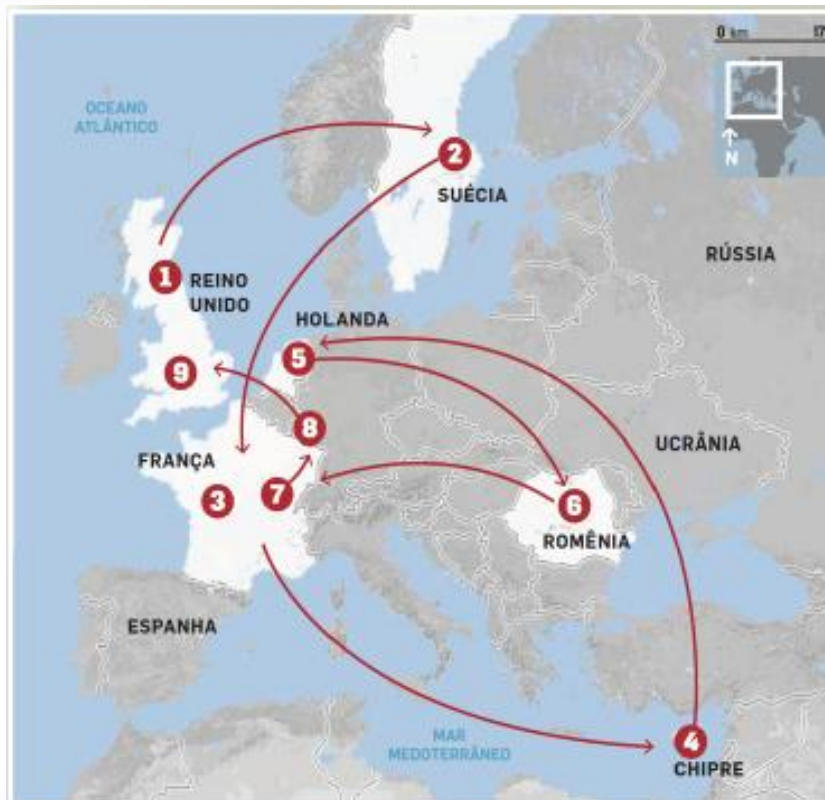 0 km 17
OCEANO
ATLÂNTICO
N
2
SUÉCIA
1
REINO
UNIDO
RÚSSIA
HOLANDA
5
9
8
UCRÂNIA
FRANÇA
3
7
6
ROMÊNIA
ESPANHA
MAR
MEDOTERRÂNEO
4
CHIPRE